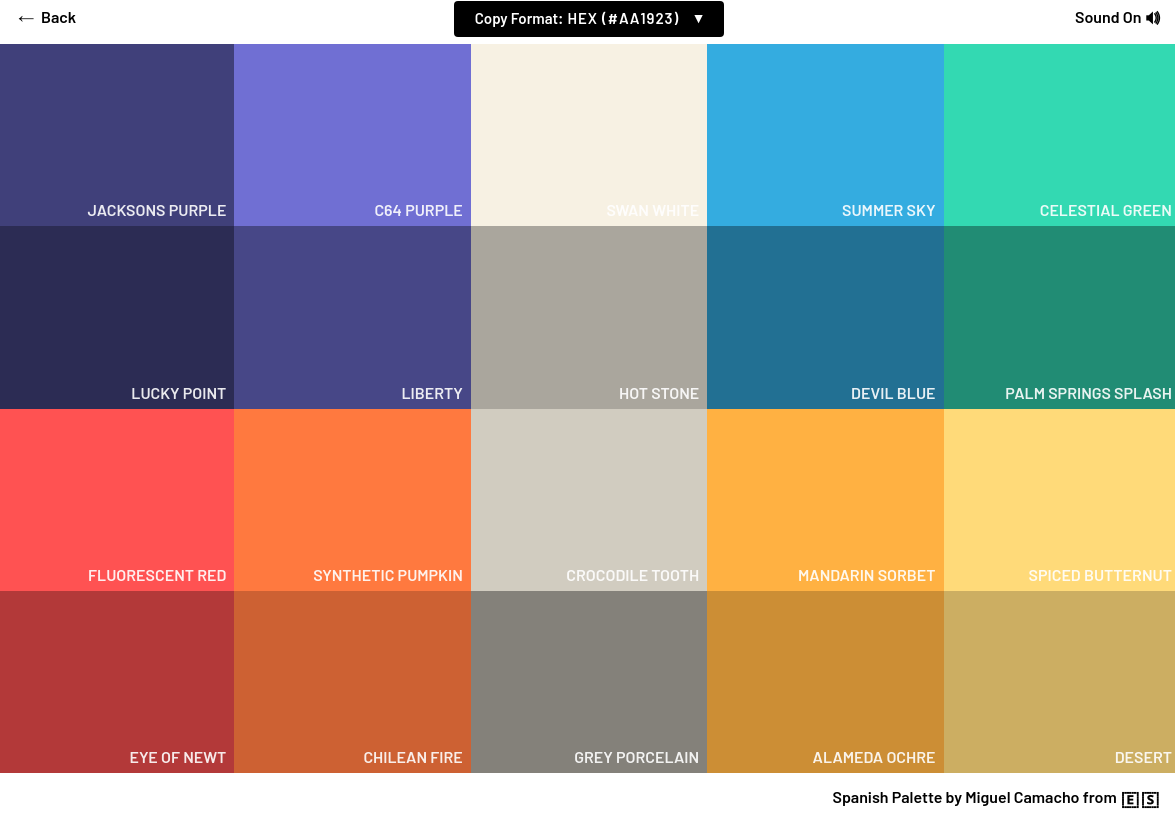 ← Back Copy Format: HEX (#AA1923) ▼ Sound On
JACKSONS PURPLE C64 PURPLE SWAN WHITE SUMMER SKY CELESTIAL GREEN
LUCKY POINT LIBERTY HOT STONE DEVIL BLUE PALM SPRINGS SPLASH
FLUORESCENT RED SYNTHETIC PUMPKIN CROCODILE TOOTH MANDARIN SORBET SPICED BUTTERNUT
EYE OF NEWT CHILEAN FIRE GREY PORCELAIN ALAMEDA OCHRE DESERT
Spanish Palette by Miguel Camacho from 🇪🇸